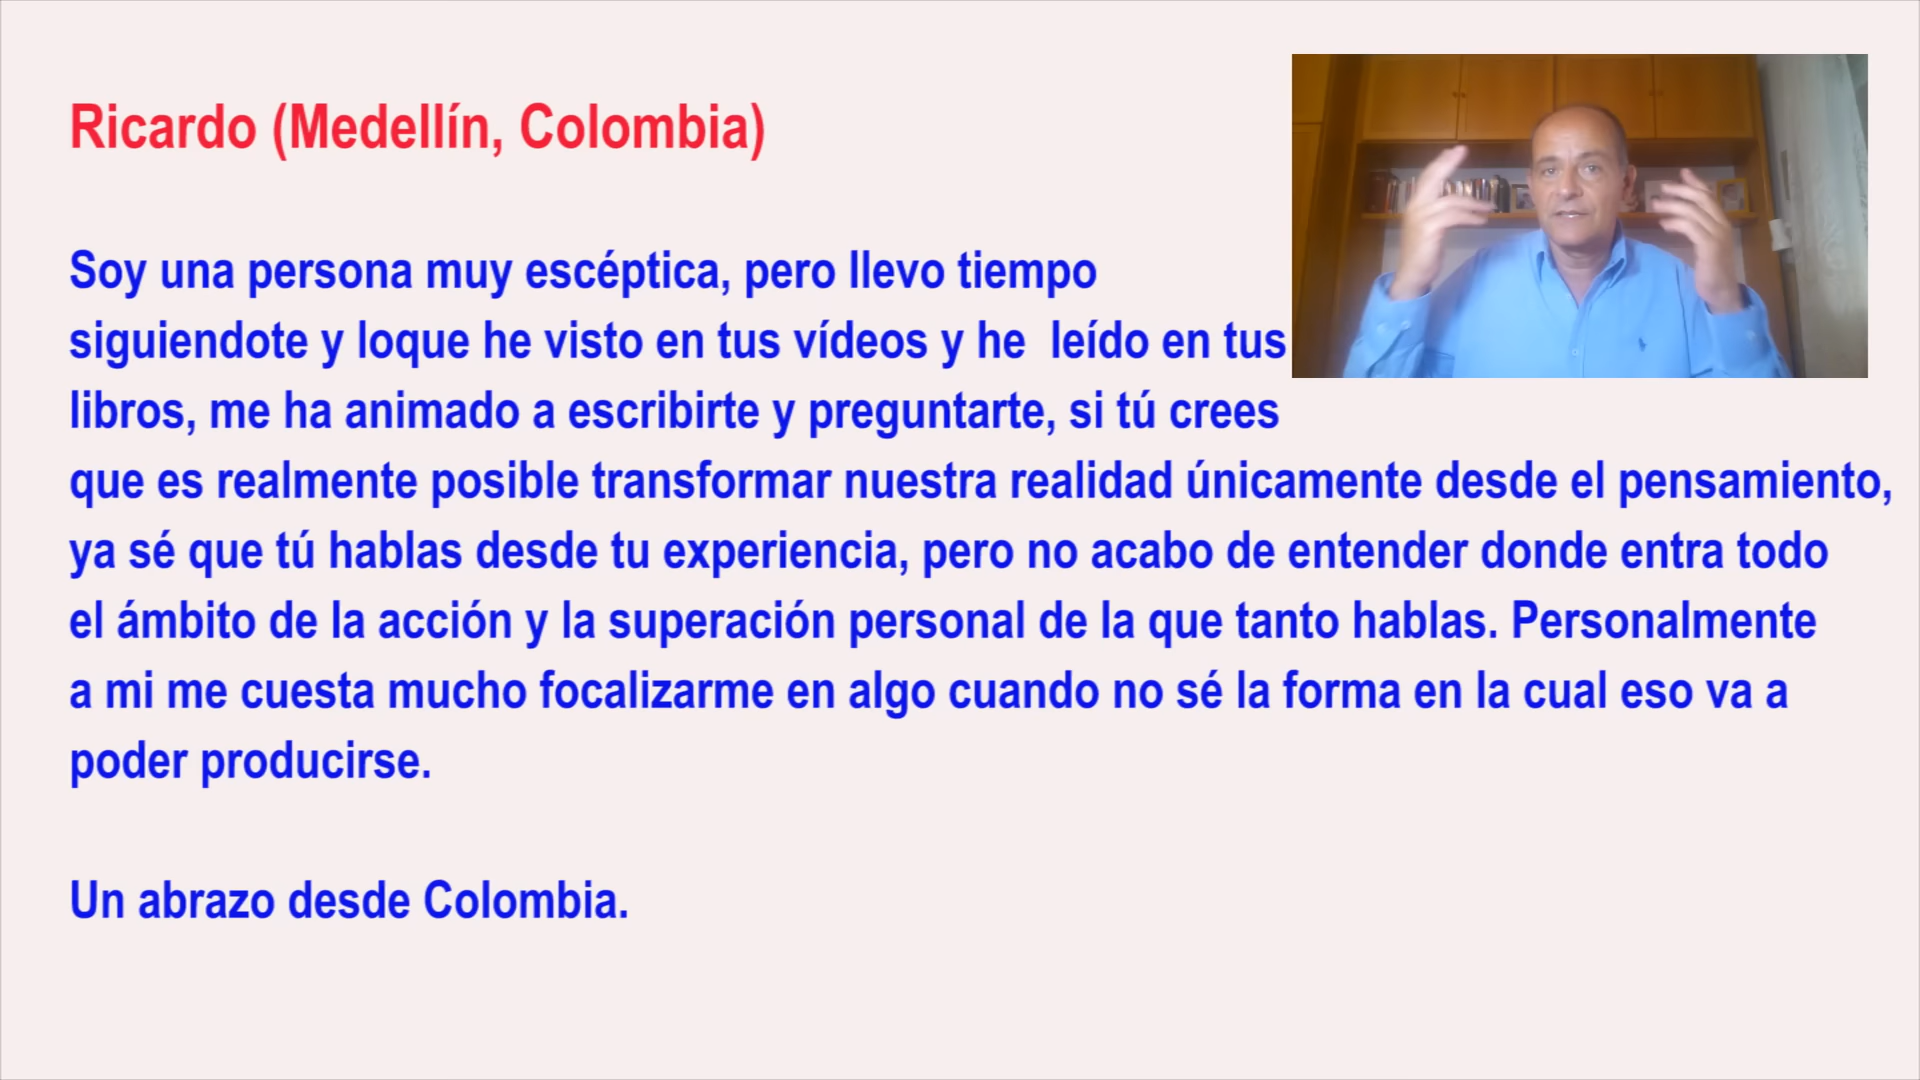 Ricardo (Medellín, Colombia)
Soy una persona muy escéptica, pero llevo tiempo
siguiendote y loque he visto en tus vídeos y he  leído en tus
libros, me ha animado a escribirte y preguntarte, si tú crees
que es realmente posible transformar nuestra realidad únicamente desde el pensamiento,
ya sé que tú hablas desde tu experiencia, pero no acabo de entender donde entra todo
el ámbito de la acción y la superación personal de la que tanto hablas. Personalmente
a mi me cuesta mucho focalizarme en algo cuando no sé la forma en la cual eso va a
poder producirse.
Un abrazo desde Colombia.